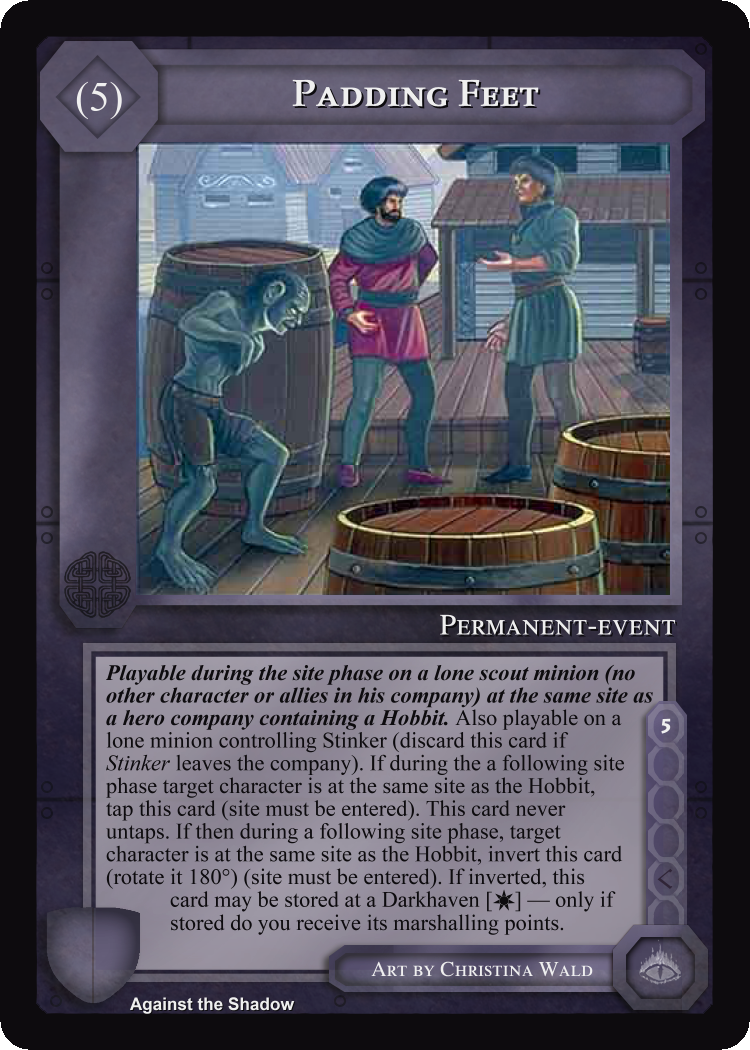 (5)
Padding Feet
Permanent-event
Playable during the site phase on a lone scout minion (no
other character or allies in his company) at the same site as
a hero company containing a Hobbit. Also playable on a
lone minion controlling Stinker (discard this card if
Stinker leaves the company). If during the a following site
phase target character is at the same site as the Hobbit,
tap this card (site must be entered). This card never
untaps. If then during a following site phase, target
character is at the same site as the Hobbit, invert this card
(rotate it 180°) (site must be entered). If inverted, this
card may be stored at a Darkhaven [✷] — only if
stored do you receive its marshalling points.
5
Art by Christina Wald
Against the Shadow